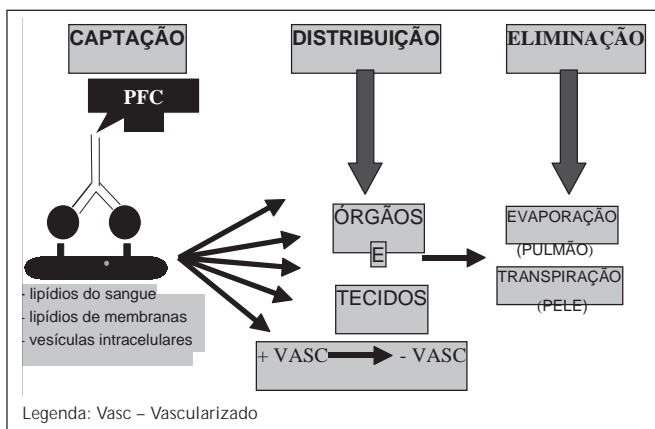 CAPTAÇÃO
DISTRIBUIÇÃO
ELIMINAÇÃO
PFC
ÓRGÃOS
E
TECIDOS
+ VASC - VASC
EVAPORAÇÃO
(PULMÃO)
TRANSPIRAÇÃO
(PELE)
- lipídios do sangue
- lipídios de membranas
- vesículas intracelulares
Legenda: Vasc – Vascularizado